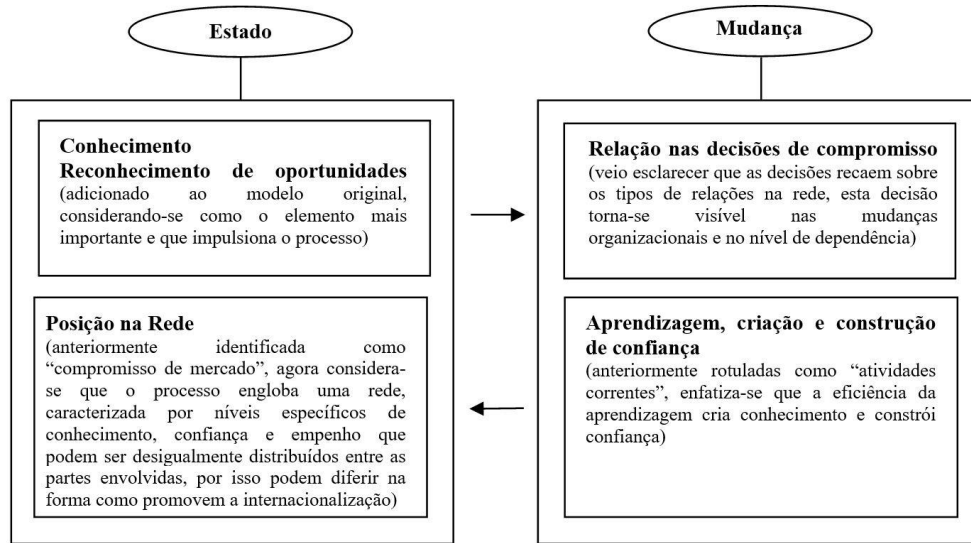 Estado
Conhecimento
Reconhecimento de oportunidades
(adicionado ao modelo original,
considerando-se como o elemento mais
importante e que impulsiona o processo)
Posição na Rede
(anteriormente identificada como
“compromisso de mercado”, agora considera-
se que o processo engloba uma rede,
caracterizada por níveis específicos de
conhecimento, confiança e empenho que
podem ser desigualmente distribuídos entre as
partes envolvidas, por isso podem diferir na
forma como promovem a internacionalização)
Mudança
Relação nas decisões de compromisso
(veio esclarecer que as decisões recaem sobre
os tipos de relações na rede, esta decisão
torna-se visível nas mudanças
organizacionais e no nível de dependência)
Aprendizagem, criação e construção
de confiança
(anteriormente rotuladas como “atividades
correntes”, enfatiza-se que a eficiência da
aprendizagem cria conhecimento e constrói
confiança)